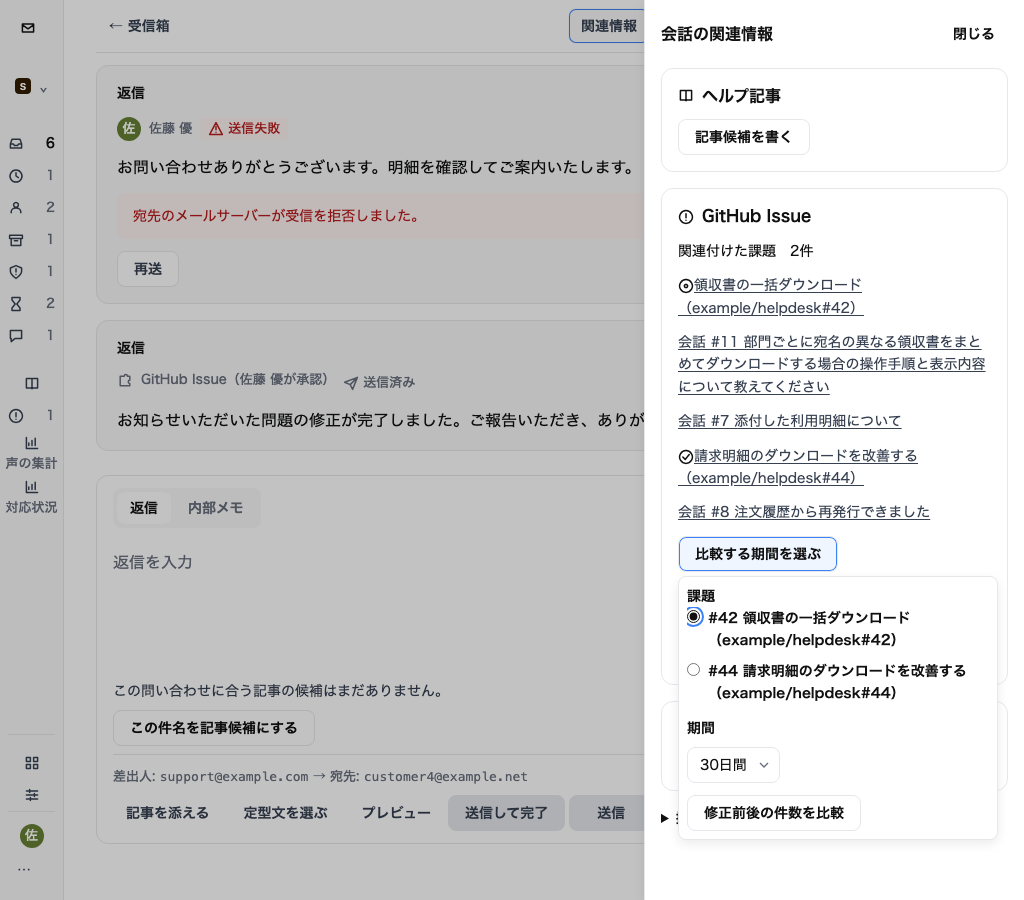 S
6
1
2
1
1
2
1
1
声の集計
対応状況
佐
…
← 受信箱
関連情報
返信
佐 佐藤 優 送信失敗
お問い合わせありがとうございます。明細を確認してご案内いたします。
宛先のメールサーバーが受信を拒否しました。
再送
返信
GitHub Issue（佐藤 優が承認） 送信済み
お知らせいただいた問題の修正が完了しました。ご報告いただき、ありが
返信 内部メモ
返信を入力
この問い合わせに合う記事の候補はまだありません。
この件名を記事候補にする
差出人: support@example.com → 宛先: customer4@example.net
記事を添える 定型文を選ぶ プレビュー 送信して完了 送信
会話の関連情報 閉じる
ヘルプ記事
記事候補を書く
GitHub Issue
関連付けた課題 2件
領収書の一括ダウンロード
（example/helpdesk#42）
会話 #11 部門ごとに宛名の異なる領収書をまと
めてダウンロードする場合の操作手順と表示内容
について教えてください
会話 #7 添付した利用明細について
請求明細のダウンロードを改善する
（example/helpdesk#44）
会話 #8 注文履歴から再発行できました
比較する期間を選ぶ
課題
#42 領収書の一括ダウンロード
（example/helpdesk#42）
#44 請求明細のダウンロードを改善する
（example/helpdesk#44）
期間
30日間
修正前後の件数を比較